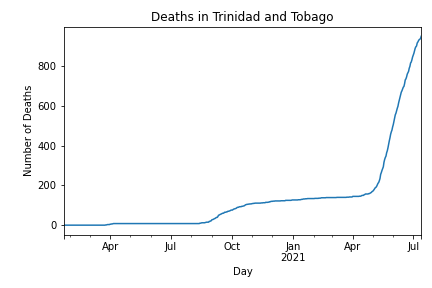 Deaths in Trinidad and Tobago
Number of Deaths
800
600
400
200
0
Apr
Jul
Oct
Jan
2021
Apr
Jul
Day